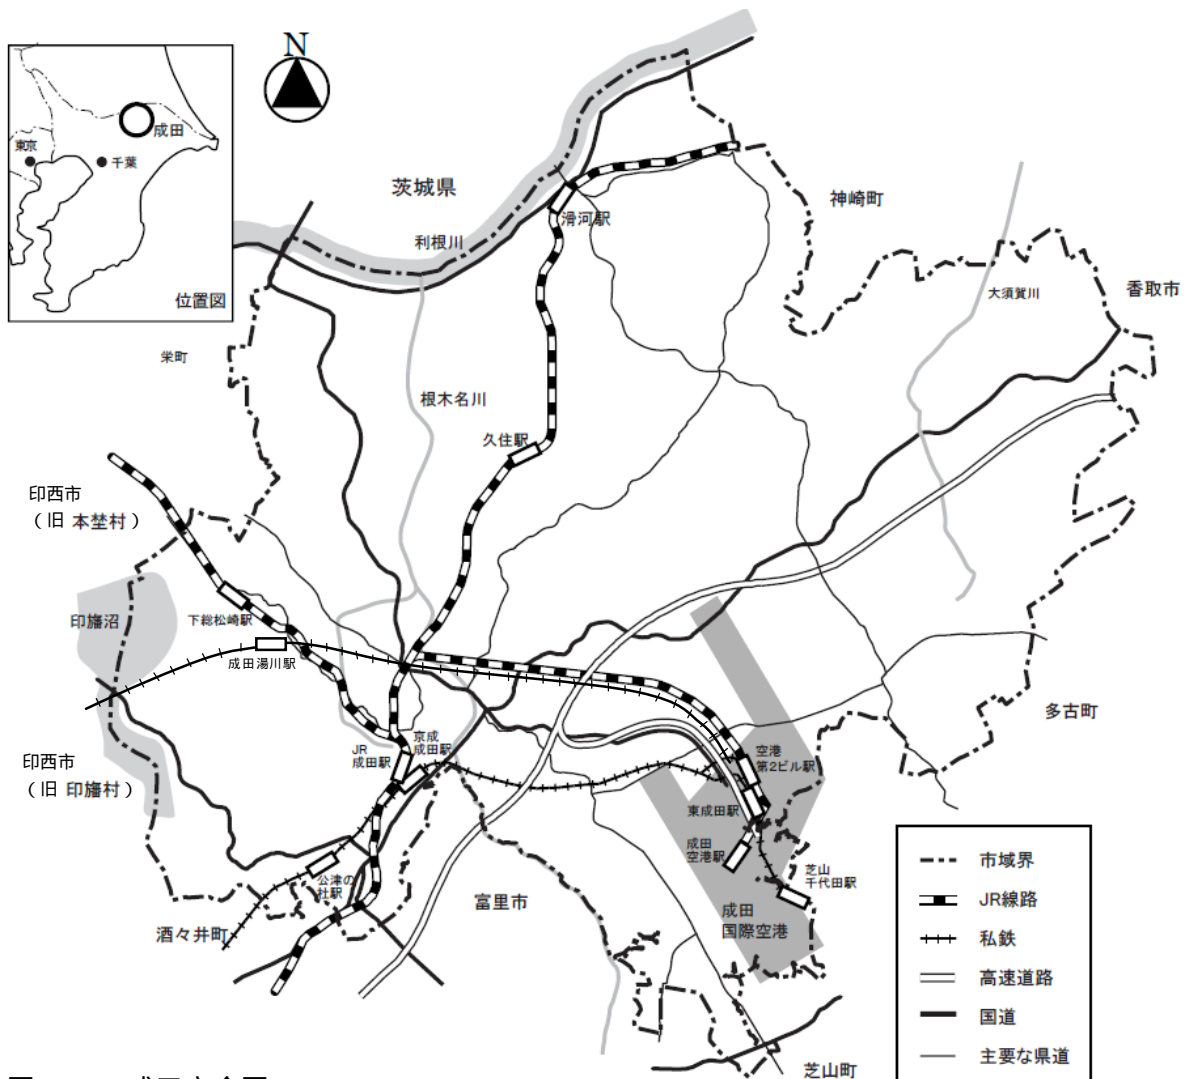 N
成田
東京
千葉
位置図
茨城県
神崎町
滑河駅
利根川
大須賀川
香取市
栄町
根木名川
久住駅
印西市
（旧 本埜村）
印旛沼
下総松崎駅
成田湯川駅
多古町
印西市
（旧 印旛村）
JR
成田駅
京成
成田駅
空港
第2ビル駅
東成田駅
成田
空港駅
芝山
千代田駅
公津の
杜駅
富里市
成田
国際空港
酒々井町
芝山町
市域界
JR線路
私鉄
高速道路
国道
主要な県道